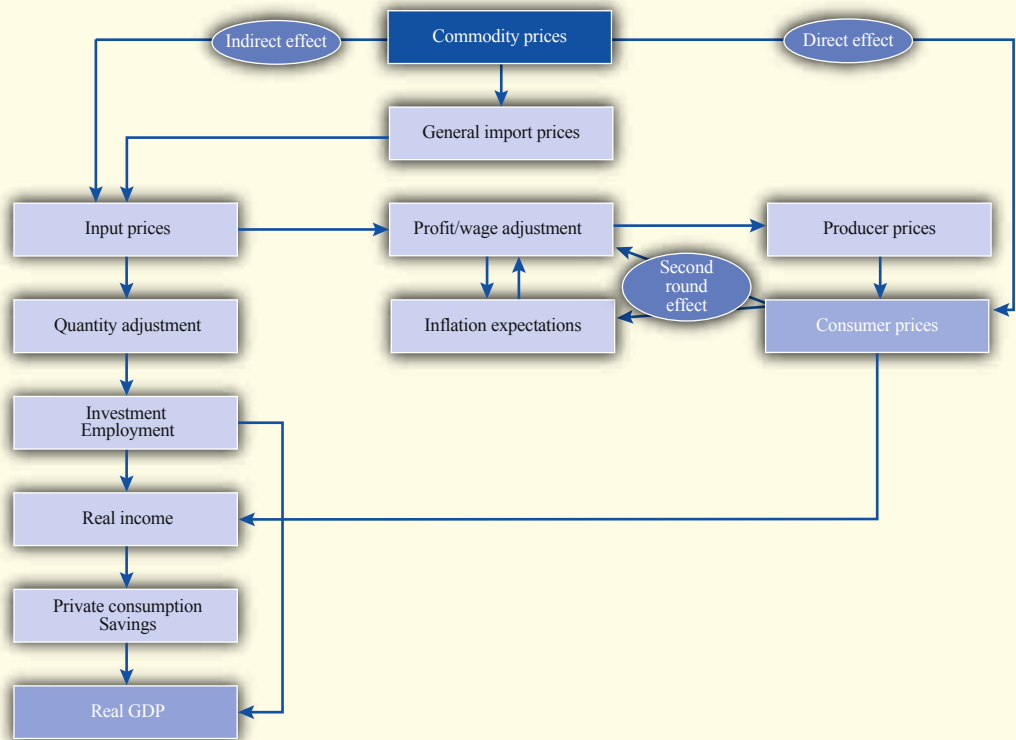 Indirect effect
Commodity prices
Direct effect
General import prices
Input prices
Profit/wage adjustment
Producer prices
Second
round
effect
Quantity adjustment
Inflation expectations
Consumer prices
Investment
Employment
Real income
Private consumption
Savings
Real GDP